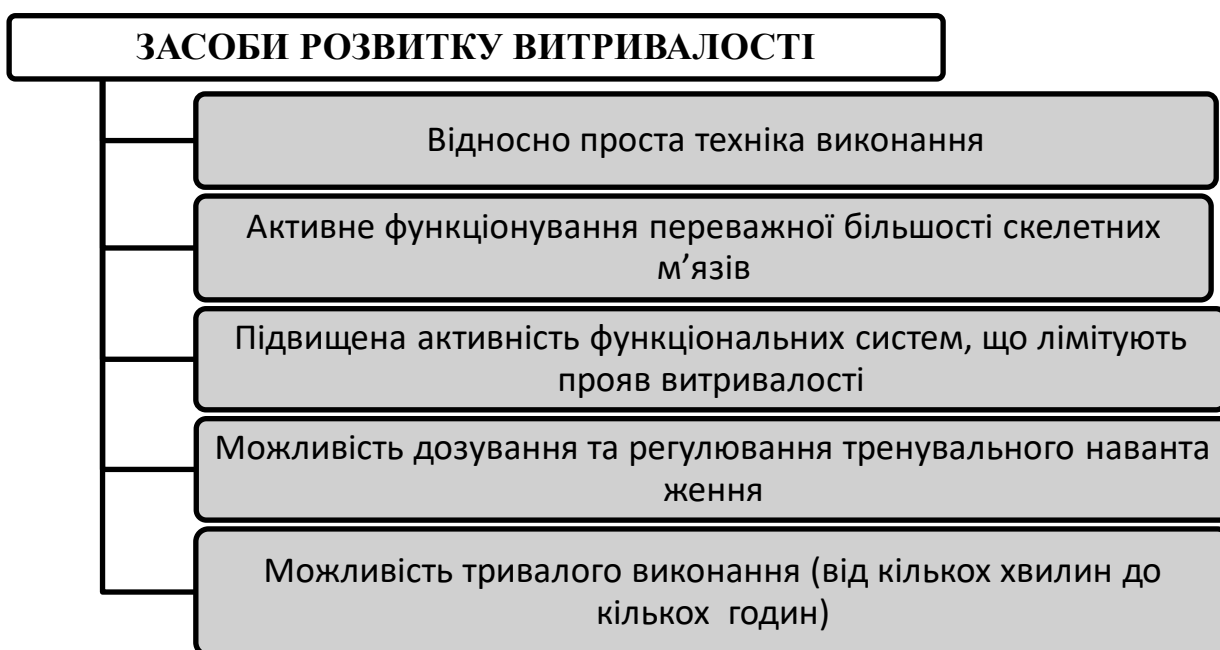 ЗАСОБИ РОЗВИТКУ ВИТРИВАЛОСТІ
Відносно проста техніка виконання
Активне функціонування переважної більшості скелетних
м’язів
Підвищена активність функціональних систем, що лімітують
прояв витривалості
Можливість дозування та регулювання тренувального наванта
ження
Можливість тривалого виконання (від кількох хвилин до
кількох годин)